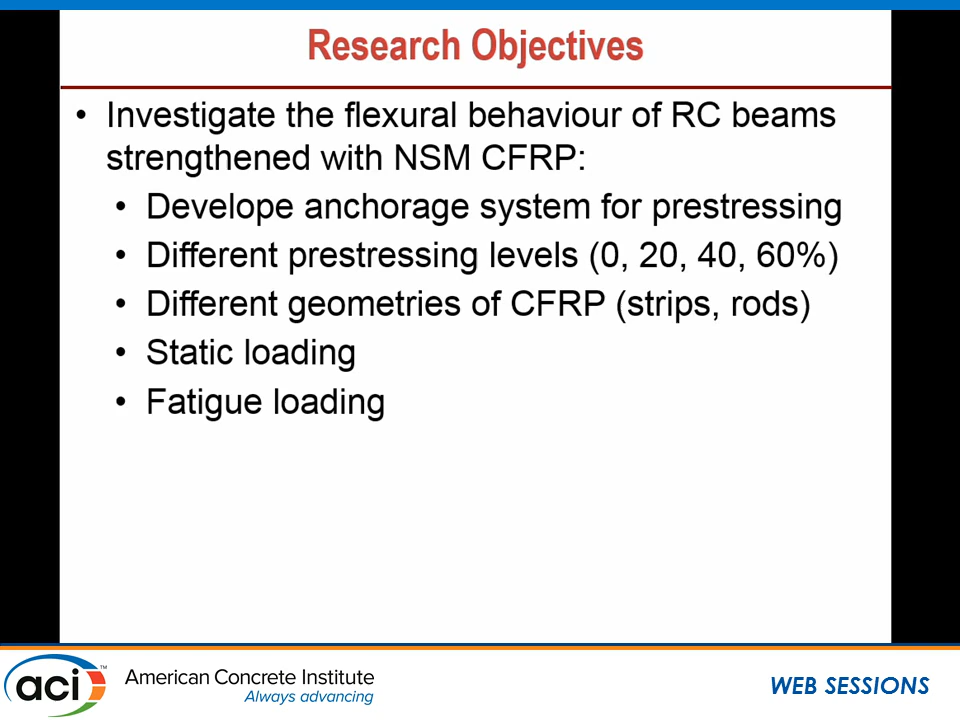 Research Objectives
• Investigate the flexural behaviour of RC beams
strengthened with NSM CFRP:
• Develope anchorage system for prestressing
• Different prestressing levels (0, 20, 40, 60%)
• Different geometries of CFRP (strips, rods)
• Static loading
• Fatigue loading
aci™
American Concrete Institute
Always advancing
WEB SESSIONS